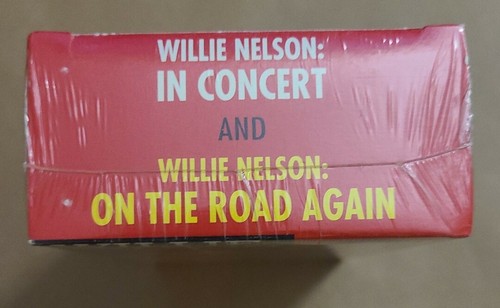 WILLIE NELSON:
IN CONCERT
AND
WILLIE NELSON:
ON THE ROAD AGAIN